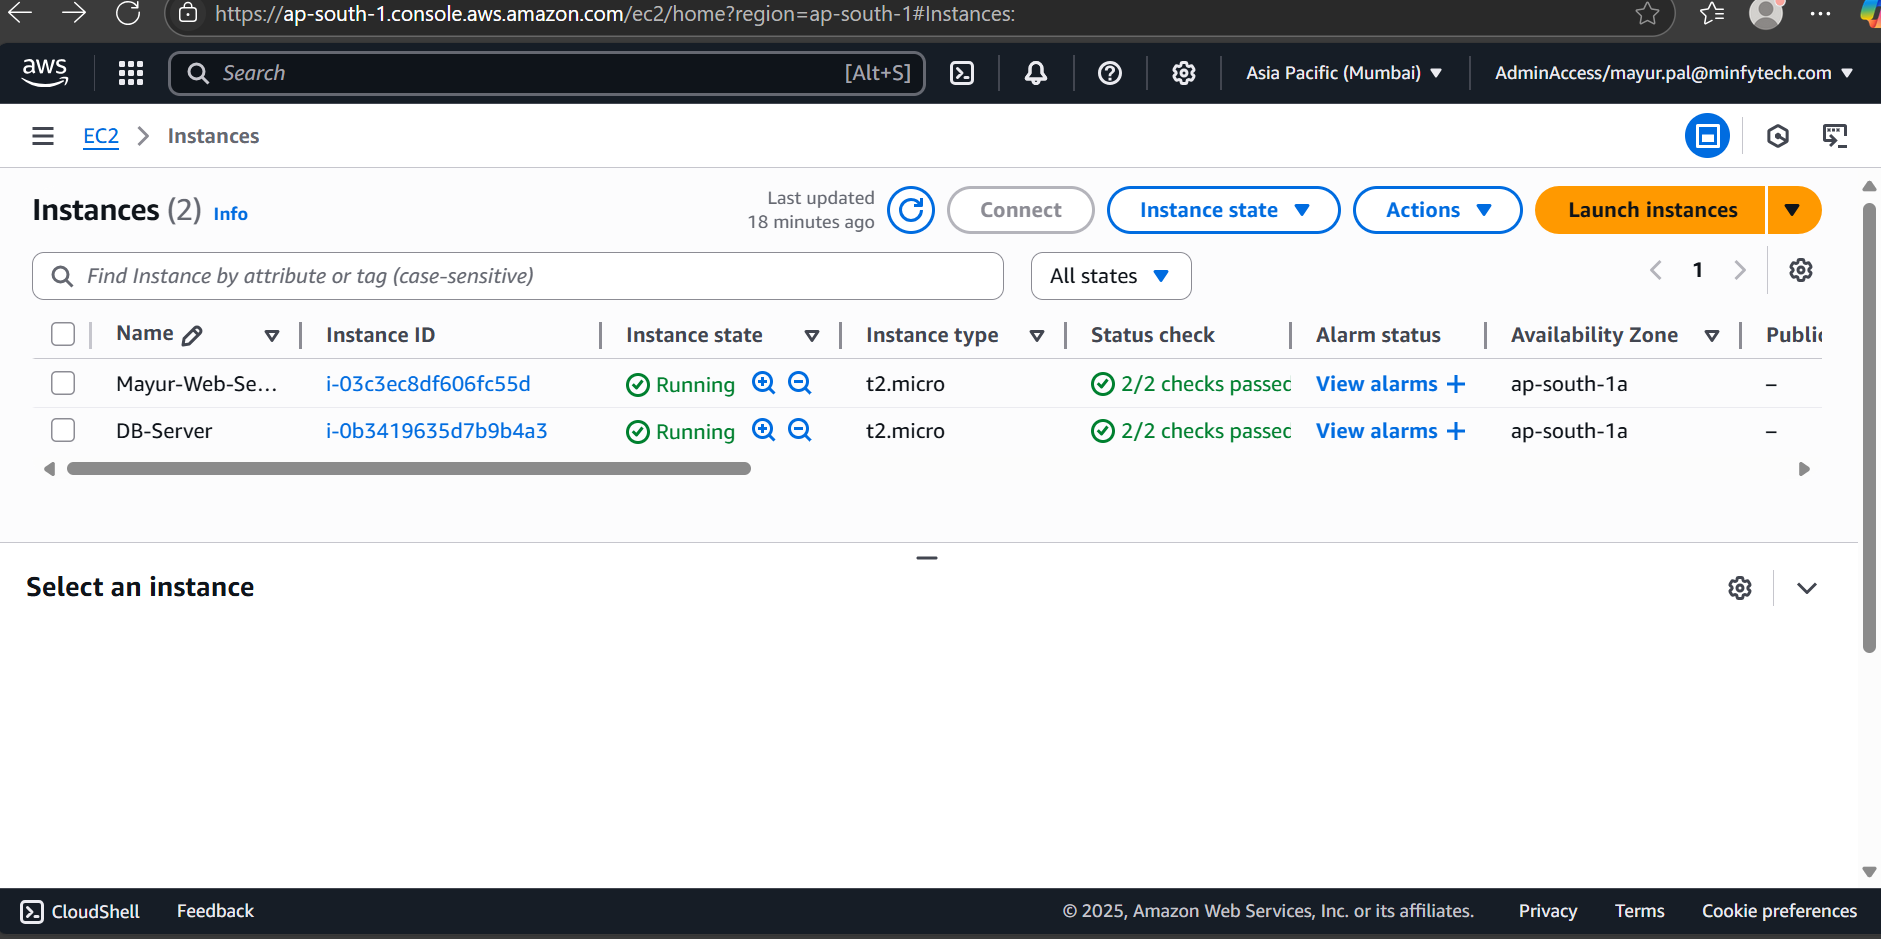 https://ap-south-1.console.aws.amazon.com/ec2/home?region=ap-south-1#Instances:
aws Search [Alt+S] Asia Pacific (Mumbai) AdminAccess/mayur.pal@minfytech.com
EC2 > Instances
Instances (2) Info Last updated 18 minutes ago Connect Instance state Actions Launch instances
Find Instance by attribute or tag (case-sensitive) All states 1
Name Instance ID Instance state Instance type Status check Alarm status Availability Zone Public
Mayur-Web-Se... i-03c3ec8df606fc55d Running t2.micro 2/2 checks passed View alarms + ap-south-1a –
DB-Server i-0b3419635d7b9b4a3 Running t2.micro 2/2 checks passed View alarms + ap-south-1a –
Select an instance
CloudShell Feedback © 2025, Amazon Web Services, Inc. or its affiliates. Privacy Terms Cookie preferences